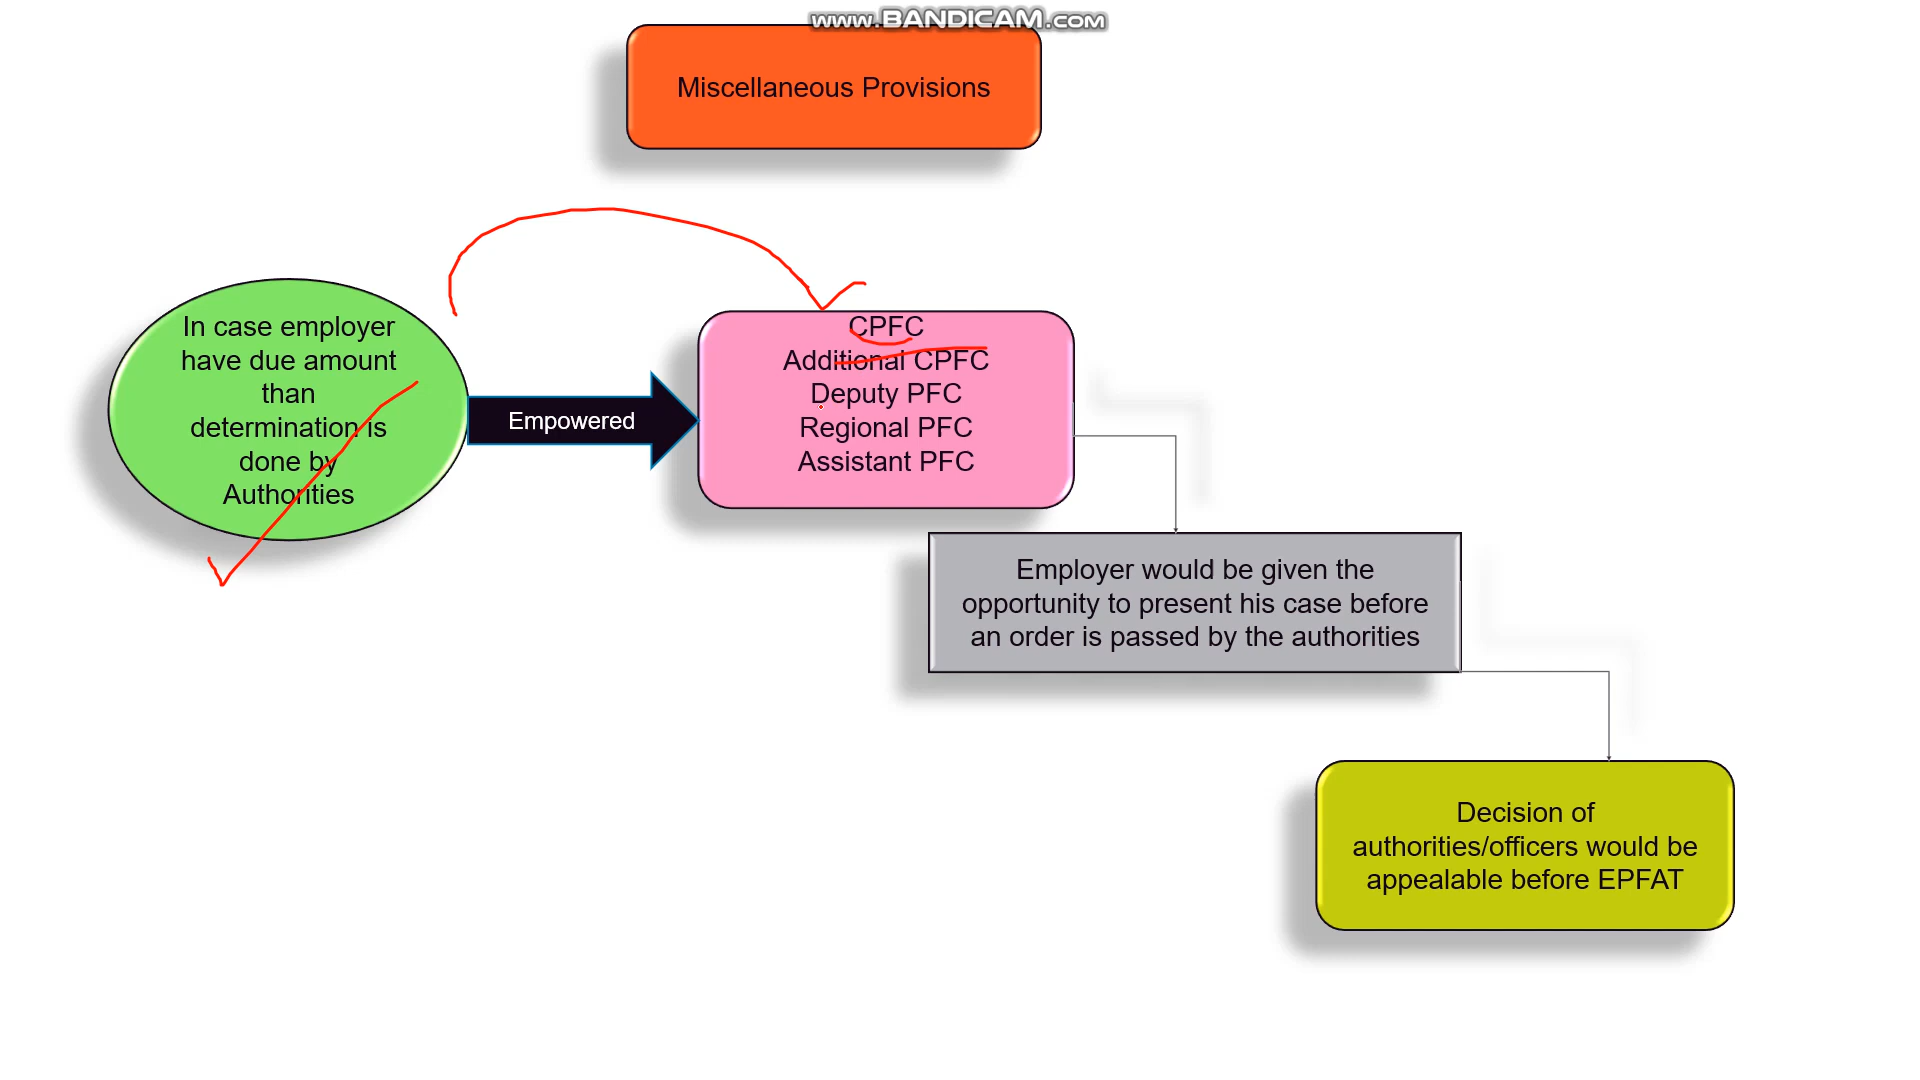 www.BANDICAM.com
Miscellaneous Provisions
In case employer
have due amount
than
determination is
done by
Authorities
Empowered
CPFC
Additional CPFC
Deputy PFC
Regional PFC
Assistant PFC
Employer would be given the
opportunity to present his case before
an order is passed by the authorities
Decision of
authorities/officers would be
appealable before EPFAT